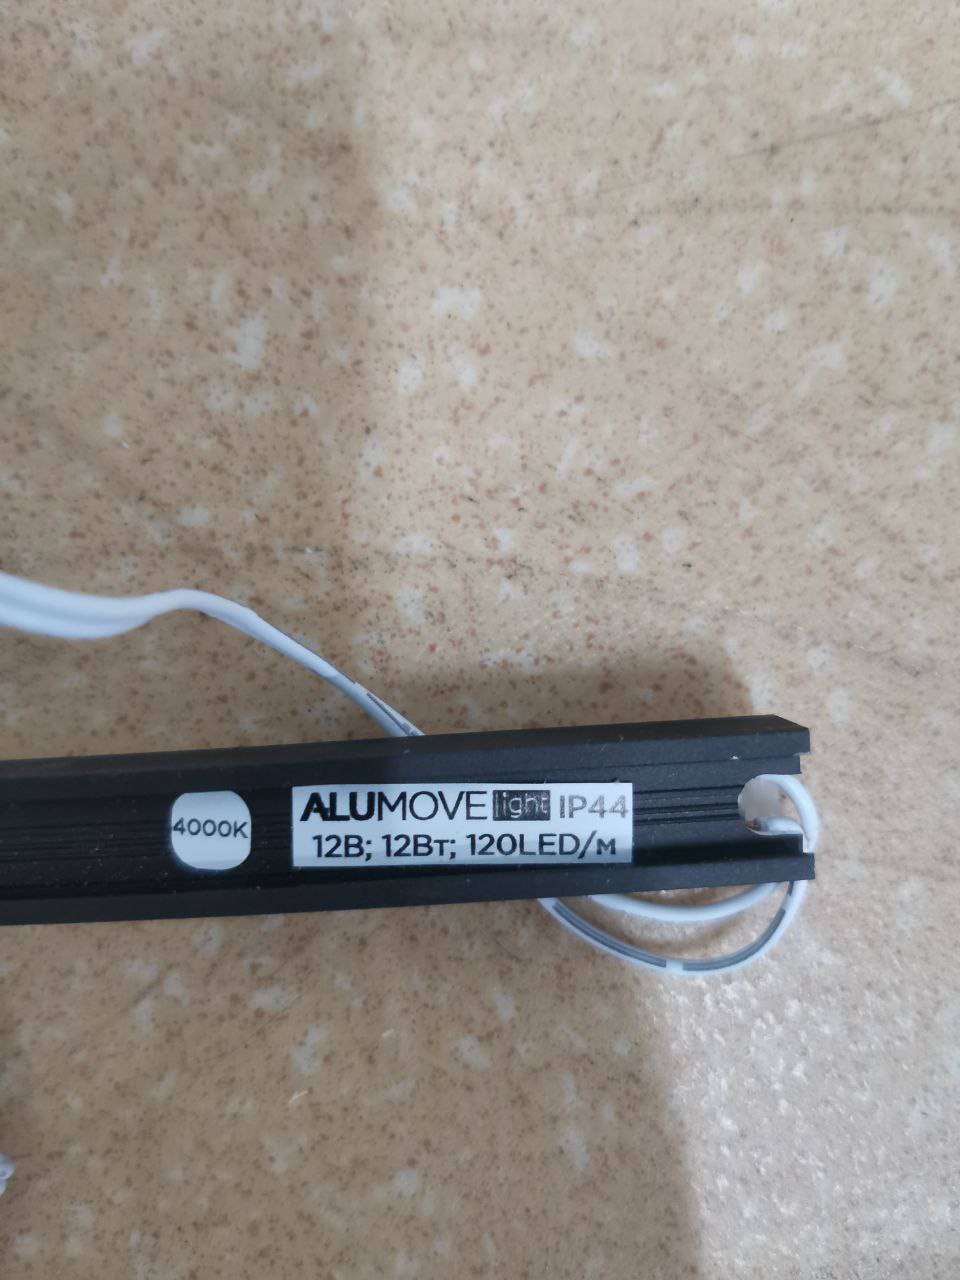 4000K
ALUMOVE light IP44
12В; 12Вт; 120LED/м